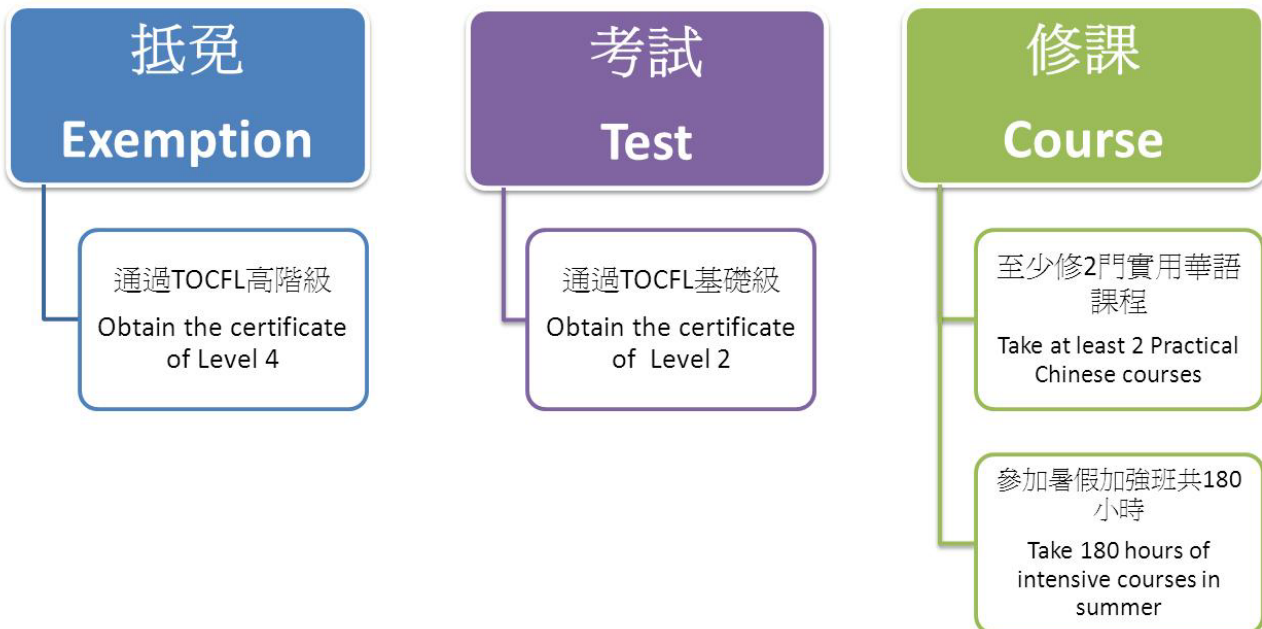 抵免
Exemption
通過TOCFL高階級
Obtain the certificate
of Level 4
考試
Test
通過TOCFL基礎級
Obtain the certificate
of Level 2
修課
Course
至少修2門實用華語
課程
Take at least 2 Practical
Chinese courses
參加暑假加強班共180
小時
Take 180 hours of
intensive courses in
summer